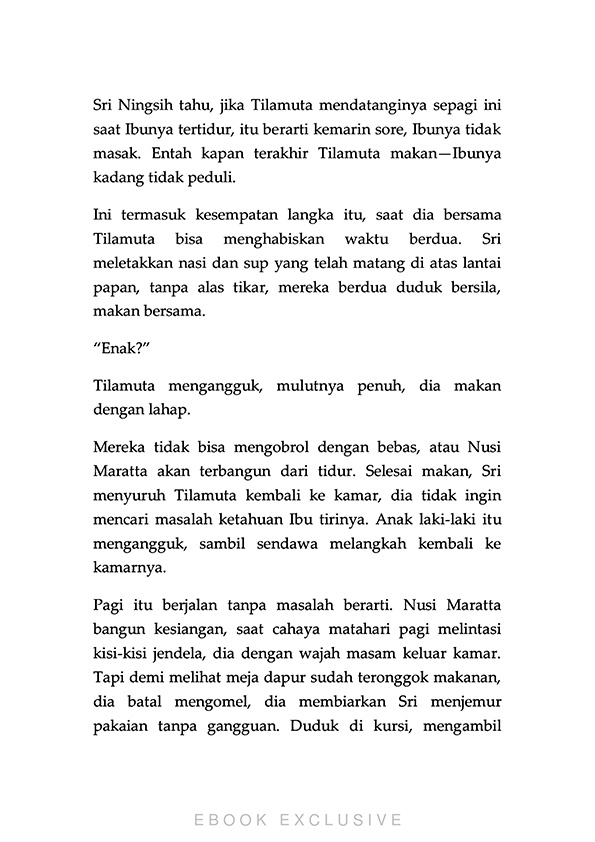 Sri Ningsih tahu, jika Tilamuta mendatanginya sepagi ini
saat Ibunya tertidur, itu berarti kemarin sore, Ibunya tidak
masak. Entah kapan terakhir Tilamuta makan—Ibunya
kadang tidak peduli.
Ini termasuk kesempatan langka itu, saat dia bersama
Tilamuta bisa menghabiskan waktu berdua. Sri
meletakkan nasi dan sup yang telah matang di atas lantai
papan, tanpa alas tikar, mereka berdua duduk bersila,
makan bersama.
“Enak?”
Tilamuta mengangguk, mulutnya penuh, dia makan
dengan lahap.
Mereka tidak bisa mengobrol dengan bebas, atau Nusi
Maratta akan terbangun dari tidur. Selesai makan, Sri
menyuruh Tilamuta kembali ke kamar, dia tidak ingin
mencari masalah ketahuan Ibu tirinya. Anak laki-laki itu
mengangguk, sambil sendawa melangkah kembali ke
kamarnya.
Pagi itu berjalan tanpa masalah berarti. Nusi Maratta
bangun kesiangan, saat cahaya matahari pagi melintasi
kisi-kisi jendela, dia dengan wajah masam keluar kamar.
Tapi demi melihat meja dapur sudah teronggok makanan,
dia batal mengomel, dia membiarkan Sri menjemur
pakaian tanpa gangguan. Duduk di kursi, mengambil
EBOOK EXCLUSIVE